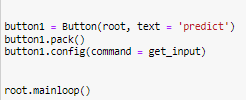 button1 = Button(root, text = 'predict')
button1.pack()
button1.config(command = get_input)
root.mainloop()